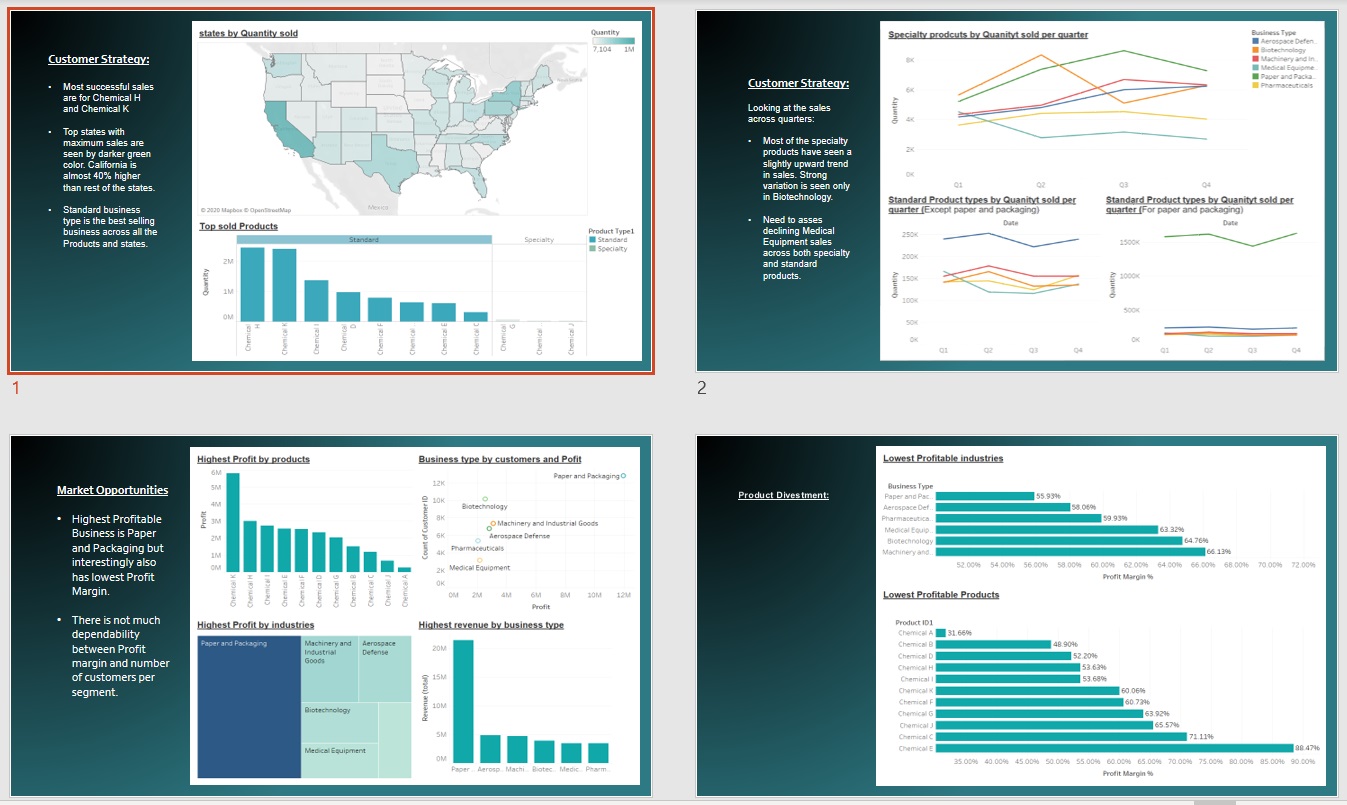 Customer Strategy:
• Most successful sales
are for Chemical H
and Chemical K
• Top states with
maximum sales are
seen by darker green
color. California is
almost 40% higher
than rest of the states.
• Standard business
type is the best selling
business across all the
Products and states.
states by Quantity sold
Quantity
7,104 1M
Mexico
© 2020 Mapbox © OpenStreetMap
Top sold Products
Product Type1
Standard
Specialty
Standard Specialty
Quantity
2M
1M
0M
Chemical H
Chemical K
Chemical I
Chemical D
Chemical F
Chemical
Chemical E
Chemical C
Chemical G
Chemical
Chemical J
1
Customer Strategy:
Looking at the sales
across quarters:
• Most of the specialty
products have seen a
slightly upward trend
in sales. Strong
variation is seen only
in Biotechnology.
• Need to asses
declining Medical
Equipment sales
across both specialty
and standard
products.
Specialty prodcuts by Quanityt sold per quarter
Business Type
Aerospace Defen..
Biotechnology
Machinery and In..
Medical Equipme..
Paper and Packa..
Pharmaceuticals
Quantity
8K
6K
4K
2K
0K
Q1 Q2 Q3 Q4
Standard Product types by Quanityt sold per
quarter (Except paper and packaging)
Date
Quantity
250K
200K
150K
100K
50K
0K
Q1 Q2 Q3 Q4
Standard Product types by Quanityt sold per
quarter (For paper and packaging)
Date
Quantity
1500K
1000K
500K
0K
Q1 Q2 Q3 Q4
2
Market Opportunities
• Highest Profitable
Business is Paper
and Packaging but
interestingly also
has lowest Profit
Margin.
• There is not much
dependability
between Profit
margin and number
of customers per
segment.
Highest Profit by products
Profit
6M
5M
4M
3M
2M
1M
0M
Chemical K
Chemical H
Chemical I
Chemical E
Chemical F
Chemical D
Chemical G
Chemical B
Chemical C
Chemical J
Chemical A
Business type by customers and Pofit
Count of Customer ID
12K
10K
8K
6K
4K
2K
0K
Paper and Packaging
Biotechnology
Machinery and Industrial Goods
Aerospace Defense
Pharmaceuticals
Medical Equipment
0M 2M 4M 6M 8M 10M 12M
Profit
Highest Profit by industries
Paper and Packaging
Machinery and
Industrial
Goods
Aerospace
Defense
Biotechnology
Medical Equipment
Highest revenue by business type
Revenue (total)
20M
15M
10M
5M
0M
Paper.. Aerosp.. Machi.. Biotec.. Medic.. Pharm..
Product Divestment:
Lowest Profitable industries
Business Type
Paper and Pac.. 55.93%
Aerospace Def.. 58.06%
Pharmaceutica.. 59.93%
Medical Equip.. 63.32%
Biotechnology 64.76%
Machinery and.. 66.13%
52.00% 54.00% 56.00% 58.00% 60.00% 62.00% 64.00% 66.00% 68.00% 70.00% 72.00%
Profit Margin %
Lowest Profitable Products
Product ID1
Chemical A 31.66%
Chemical B 48.90%
Chemical D 52.20%
Chemical H 53.63%
Chemical I 53.68%
Chemical K 60.06%
Chemical F 60.73%
Chemical G 63.92%
Chemical J 65.57%
Chemical C 71.11%
Chemical E 88.47%
35.00% 40.00% 45.00% 50.00% 55.00% 60.00% 65.00% 70.00% 75.00% 80.00% 85.00% 90.00%
Profit Margin %